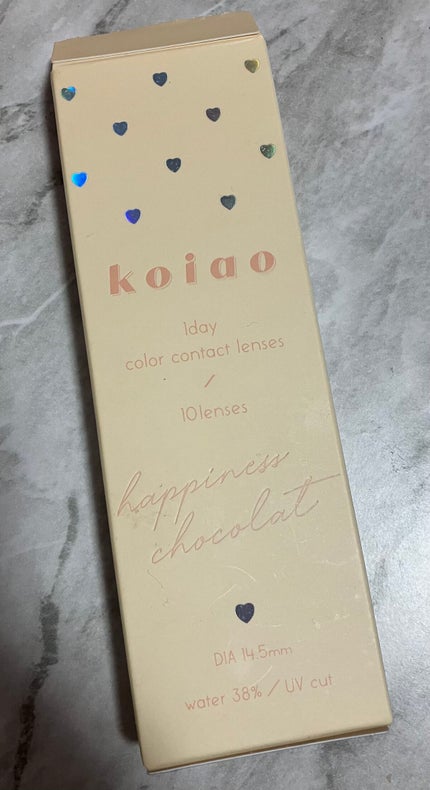 koiao
1day
color contact lenses
/
10lenses
happiness
chocolat
DIA 14.5mm
water 38% / UV cut